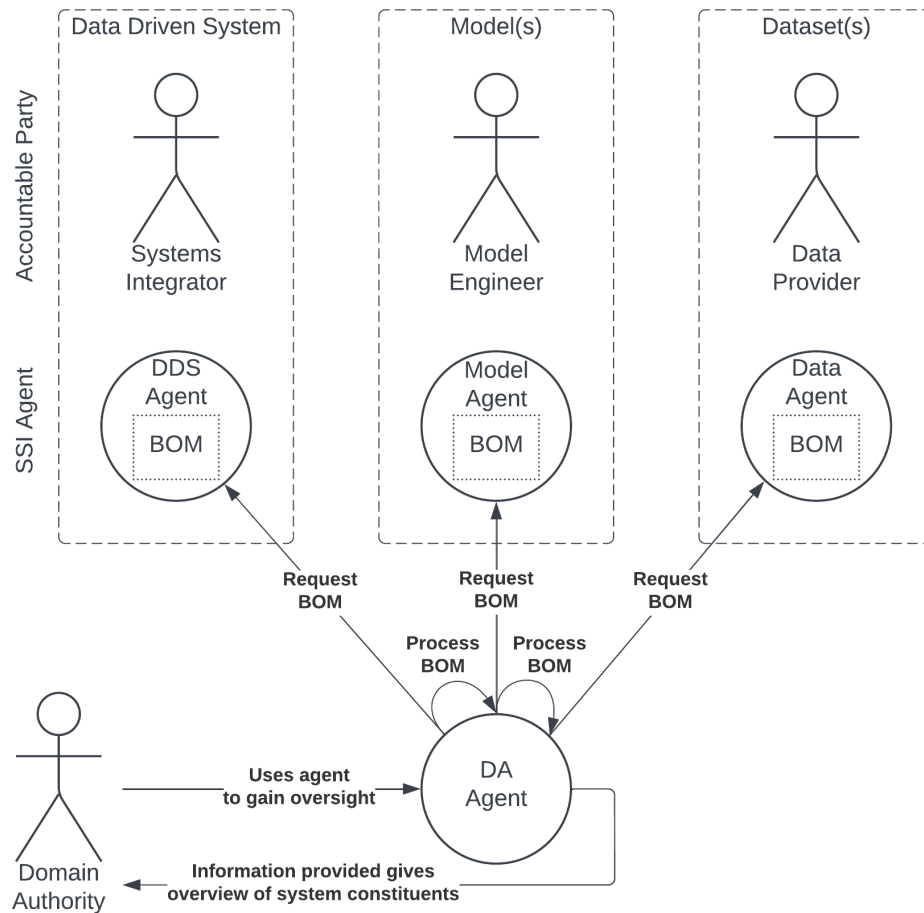 Data Driven System
Model(s)
Dataset(s)
Accountable Party
Systems
Integrator
Model
Engineer
Data
Provider
SSI Agent
DDS
Agent
BOM
Model
Agent
BOM
Data
Agent
BOM
Request
BOM
Request
BOM
Request
BOM
Process
BOM
Process
BOM
DA
Agent
Uses agent
to gain oversight
Information provided gives
overview of system constituents
Domain
Authority